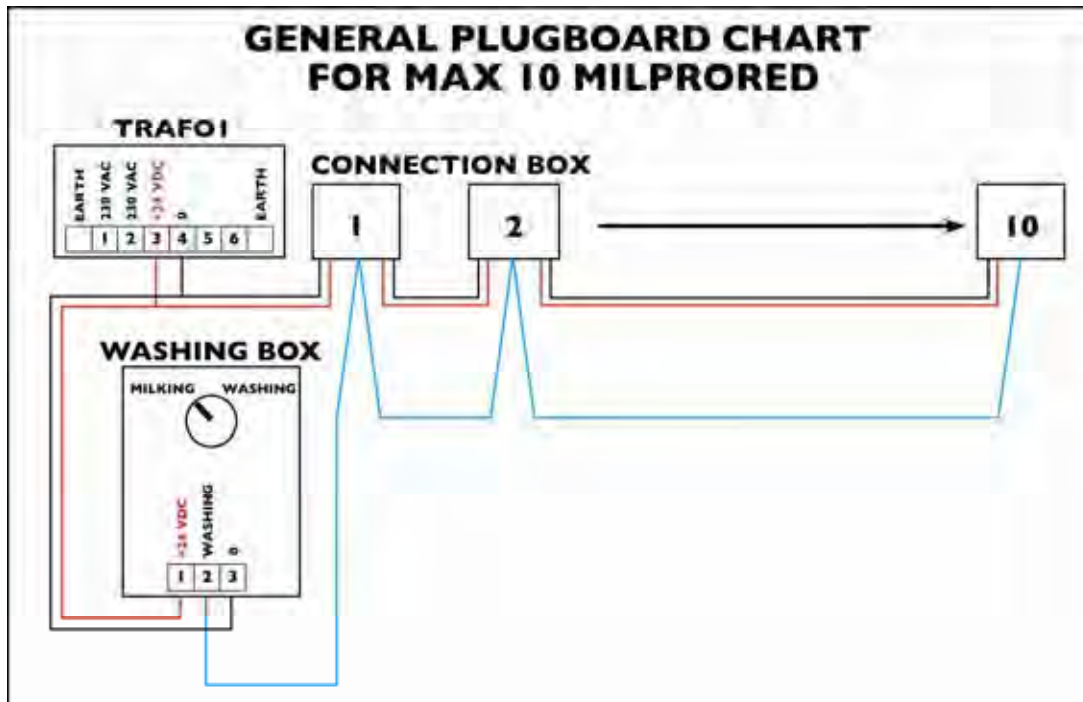 GENERAL PLUGBOARD CHART
FOR MAX 10 MILPRORED
TRAFO1
EARTH
230 VAC
230 VAC
+24 VDC
0
EARTH
1 2 3 4 5 6
CONNECTION BOX
1
2
10
WASHING BOX
MILKING WASHING
+24 VDC
WASHING
0
1 2 3